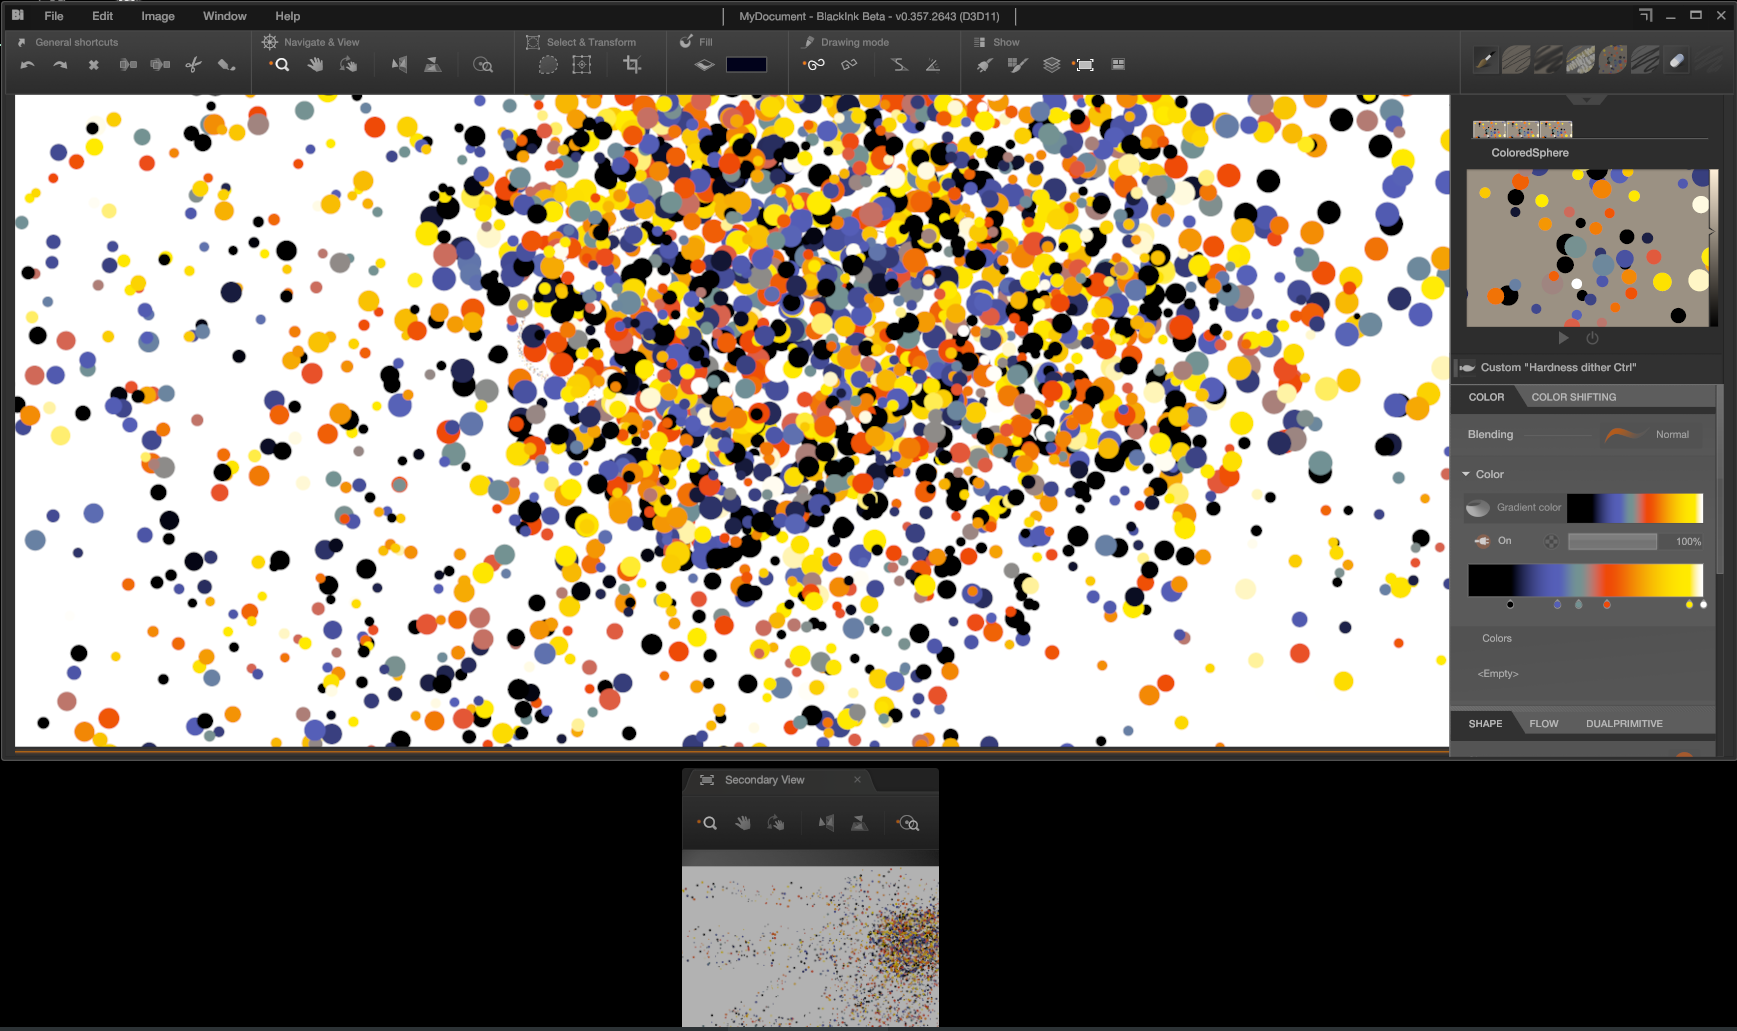 Bi File Edit Image Window Help MyDocument - BlackInk Beta - v0.357.2643 (D3D11)
General shortcuts Navigate & View Select & Transform Fill Drawing mode Show
ColoredSphere
Custom "Hardness dither Ctrl"
COLOR COLOR SHIFTING
Blending Normal
Color
Gradient color
On 100%
Colors
<Empty>
SHAPE FLOW DUALPRIMITIVE
Secondary View